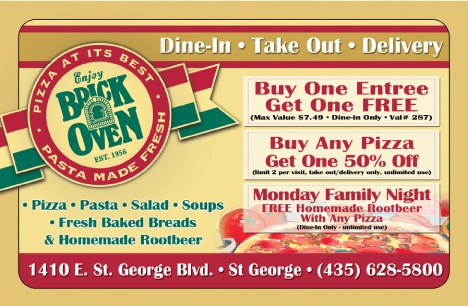 Dine-In • Take Out • Delivery
PIZZA AT ITS BEST
Enjoy
BRICK
OVEN
EST. 1956
PASTA MADE FRESH
Buy One Entree
Get One FREE
(Max Value $7.49 • Dine-in Only • Val# 287)
Buy Any Pizza
Get One 50% Off
(limit 2 per visit, take out/delivery only, unlimited use)
Monday Family Night
FREE Homemade Rootbeer
With Any Pizza
(Dine-In Only - unlimited use)
• Pizza • Pasta • Salad • Soups
• Fresh Baked Breads
& Homemade Rootbeer
1410 E. St. George Blvd. • St George • (435) 628-5800